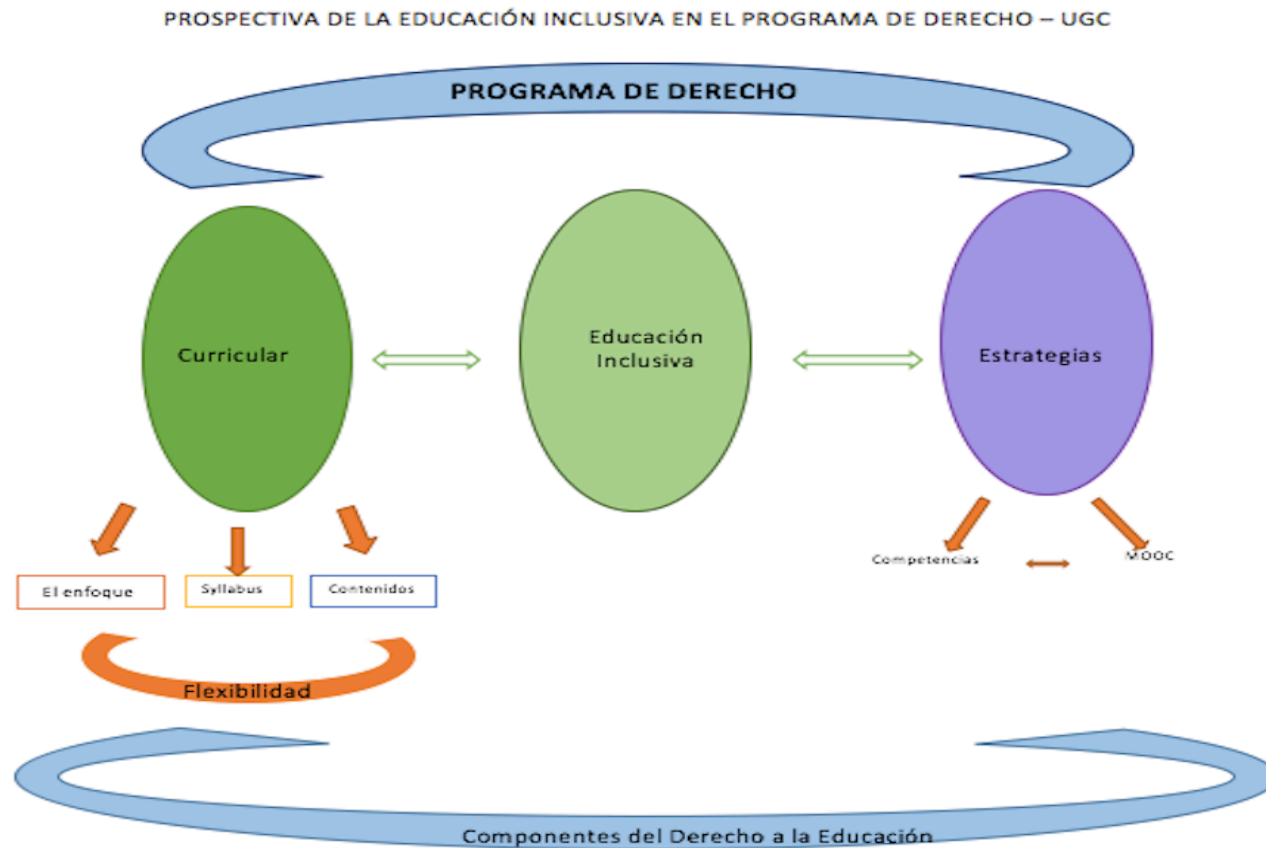 PROSPECTIVA DE LA EDUCACIÓN INCLUSIVA EN EL PROGRAMA DE DERECHO – UGC
PROGRAMA DE DERECHO
Curricular
Educación
Inclusiva
Estrategias
El enfoque
Syllabus
Contenidos
Competencias
MOOC
Flexibilidad
Componentes del Derecho a la Educación